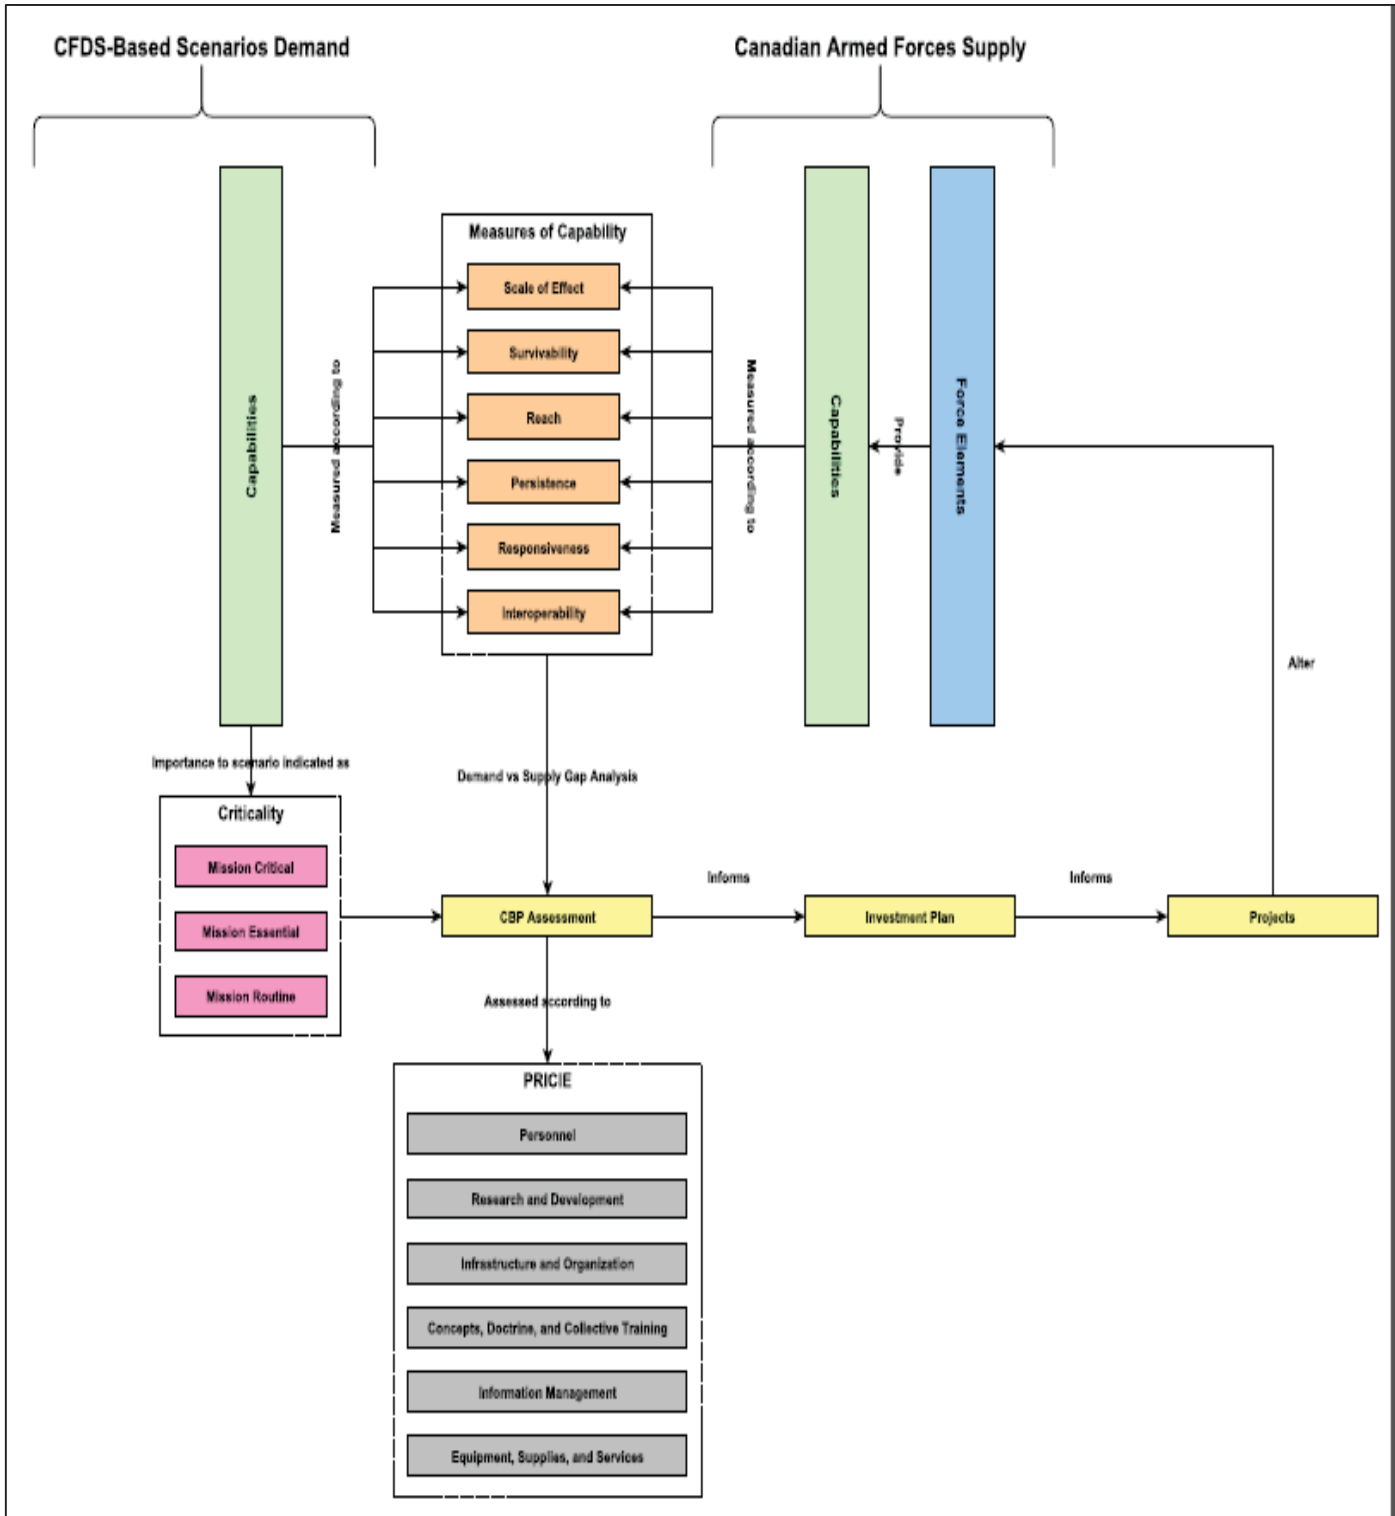 CFDS-Based Scenarios Demand
Canadian Armed Forces Supply
Capabilities
Measured according to
Measures of Capability
Scale of Effect
Survivability
Reach
Persistence
Responsiveness
Interoperability
Measured according to
Capabilities
Provide
Force Elements
Alter
Importance to scenario indicated as
Demand vs Supply Gap Analysis
Criticality
Mission Critical
Mission Essential
Mission Routine
CBP Assessment
Informs
Investment Plan
Informs
Projects
Assessed according to
PRICIE
Personnel
Research and Development
Infrastructure and Organization
Concepts, Doctrine, and Collective Training
Information Management
Equipment, Supplies, and Services